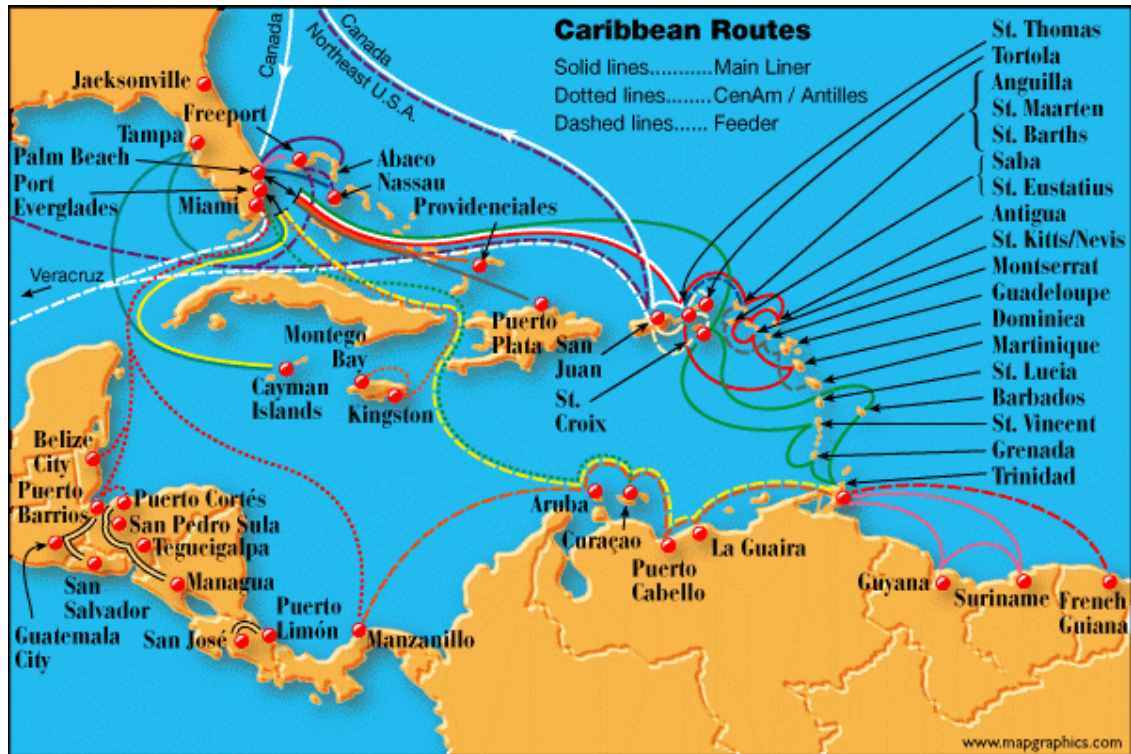 Caribbean Routes
Solid lines...........Main Liner
Dotted lines......CenAm / Antilles
Dashed lines...... Feeder
Canada
Canada
Northeast U.S.A.
Jacksonville
Freeport
Tampa
Palm Beach
Port
Everglades
Miami
Abaco
Nassau
Providenciales
Veracruz
Montego
Bay
Cayman
Islands
Kingston
Puerto
Plata
San
Juan
St.
Croix
St. Thomas
Tortola
Anguilla
St. Maarten
St. Barths
Saba
St. Eustatius
Antigua
St. Kitts/Nevis
Montserrat
Guadeloupe
Dominica
Martinique
St. Lucia
Barbados
St. Vincent
Grenada
Trinidad
Belize
City
Puerto
Barrios
Puerto Cortés
San Pedro Sula
Tegucigalpa
Managua
San
Salvador
Guatemala
City
San José
Puerto
Limón
Manzanillo
Aruba
Curaçao
Puerto
Cabello
La Guaira
Guyana
Suriname
French
Guiana
www.mapgraphics.com